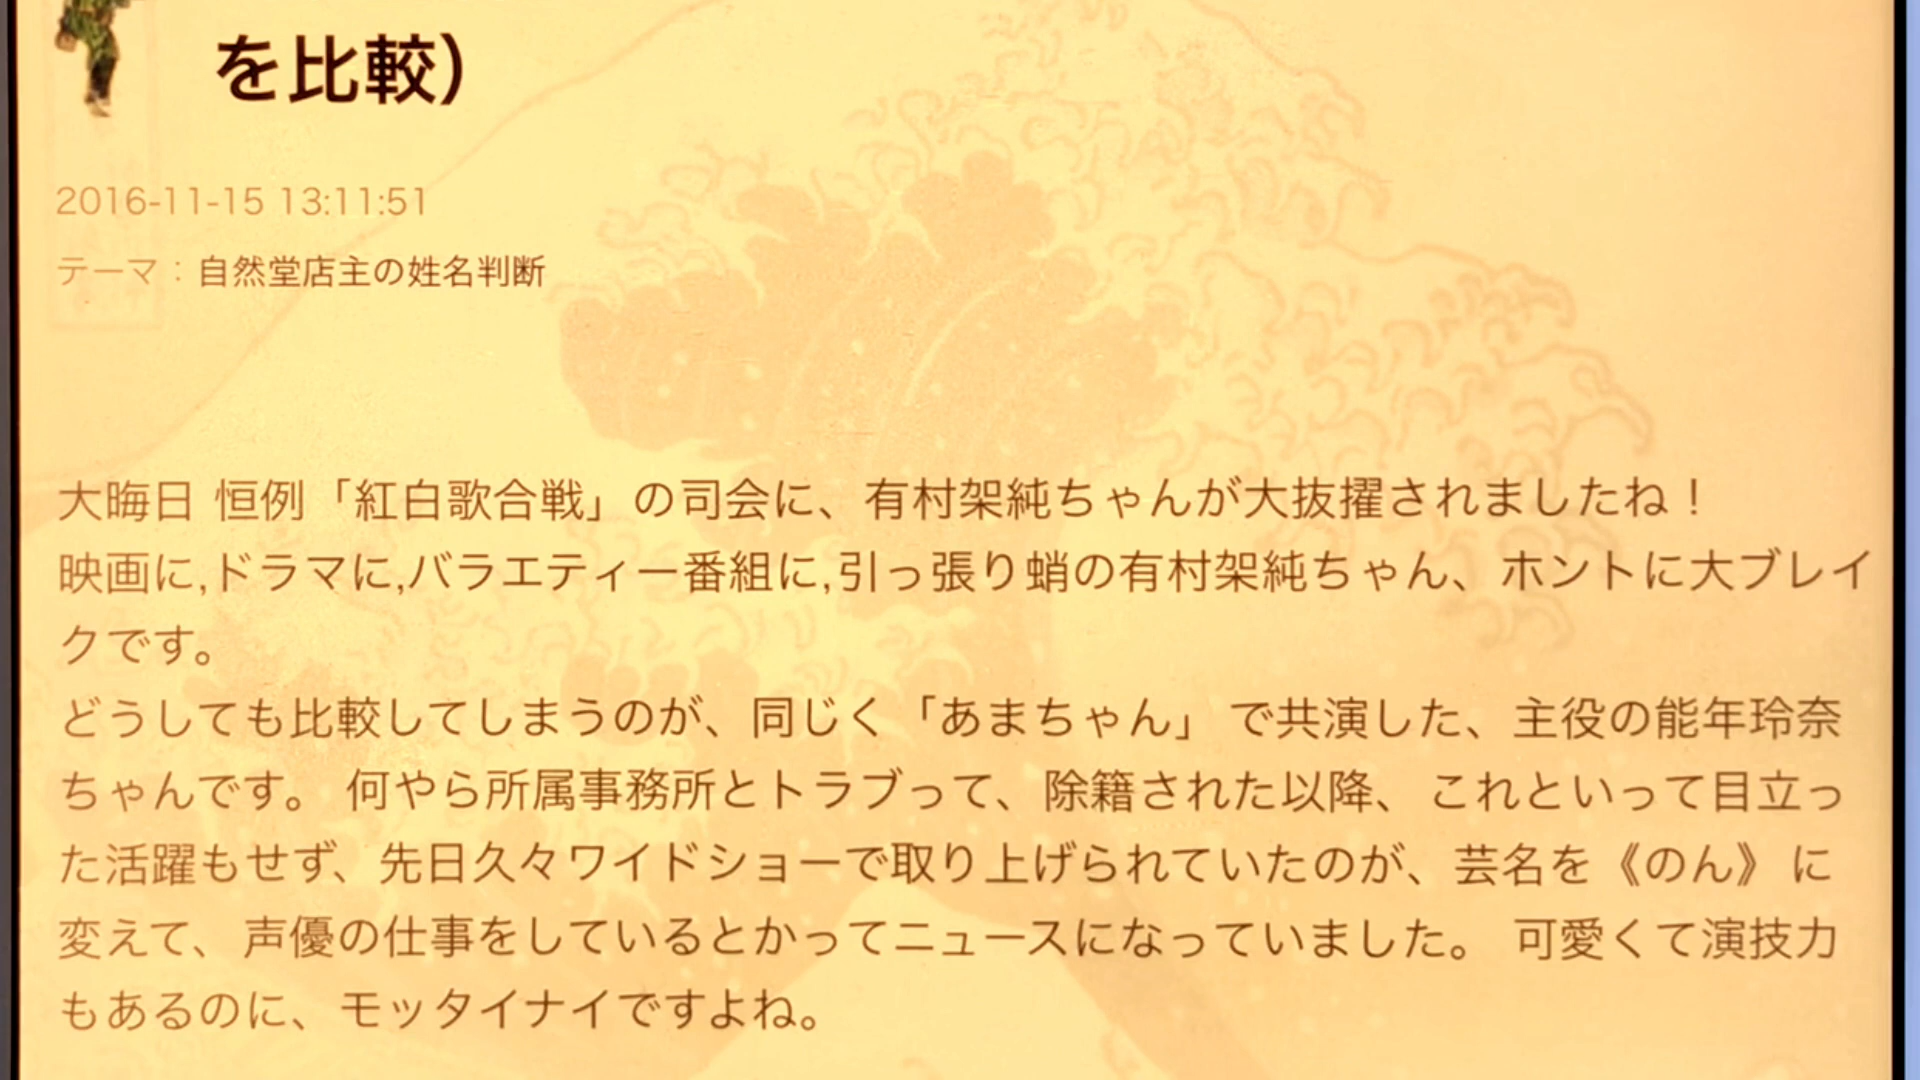 を比較）
2016-11-15 13:11:51
テーマ：自然堂店主の姓名判断
大晦日 恒例「紅白歌合戦」の司会に、有村架純ちゃんが大抜擢されましたね！
映画に,ドラマに,バラエティー番組に,引っ張り蛸の有村架純ちゃん、ホントに大ブレイ
クです。
どうしても比較してしまうのが、同じく「あまちゃん」 で共演した、主役の能年玲奈
ちゃんです。 何やら所属事務所とトラブって、除籍された以降、 これといって目立っ
た活躍もせず、先日久々ワイドショーで取り上げられていたのが、芸名を《のん》 に
変えて、 声優の仕事をしているとかってニュースになっていました。 可愛くて演技力
もあるのに、モッタイナイですよね。